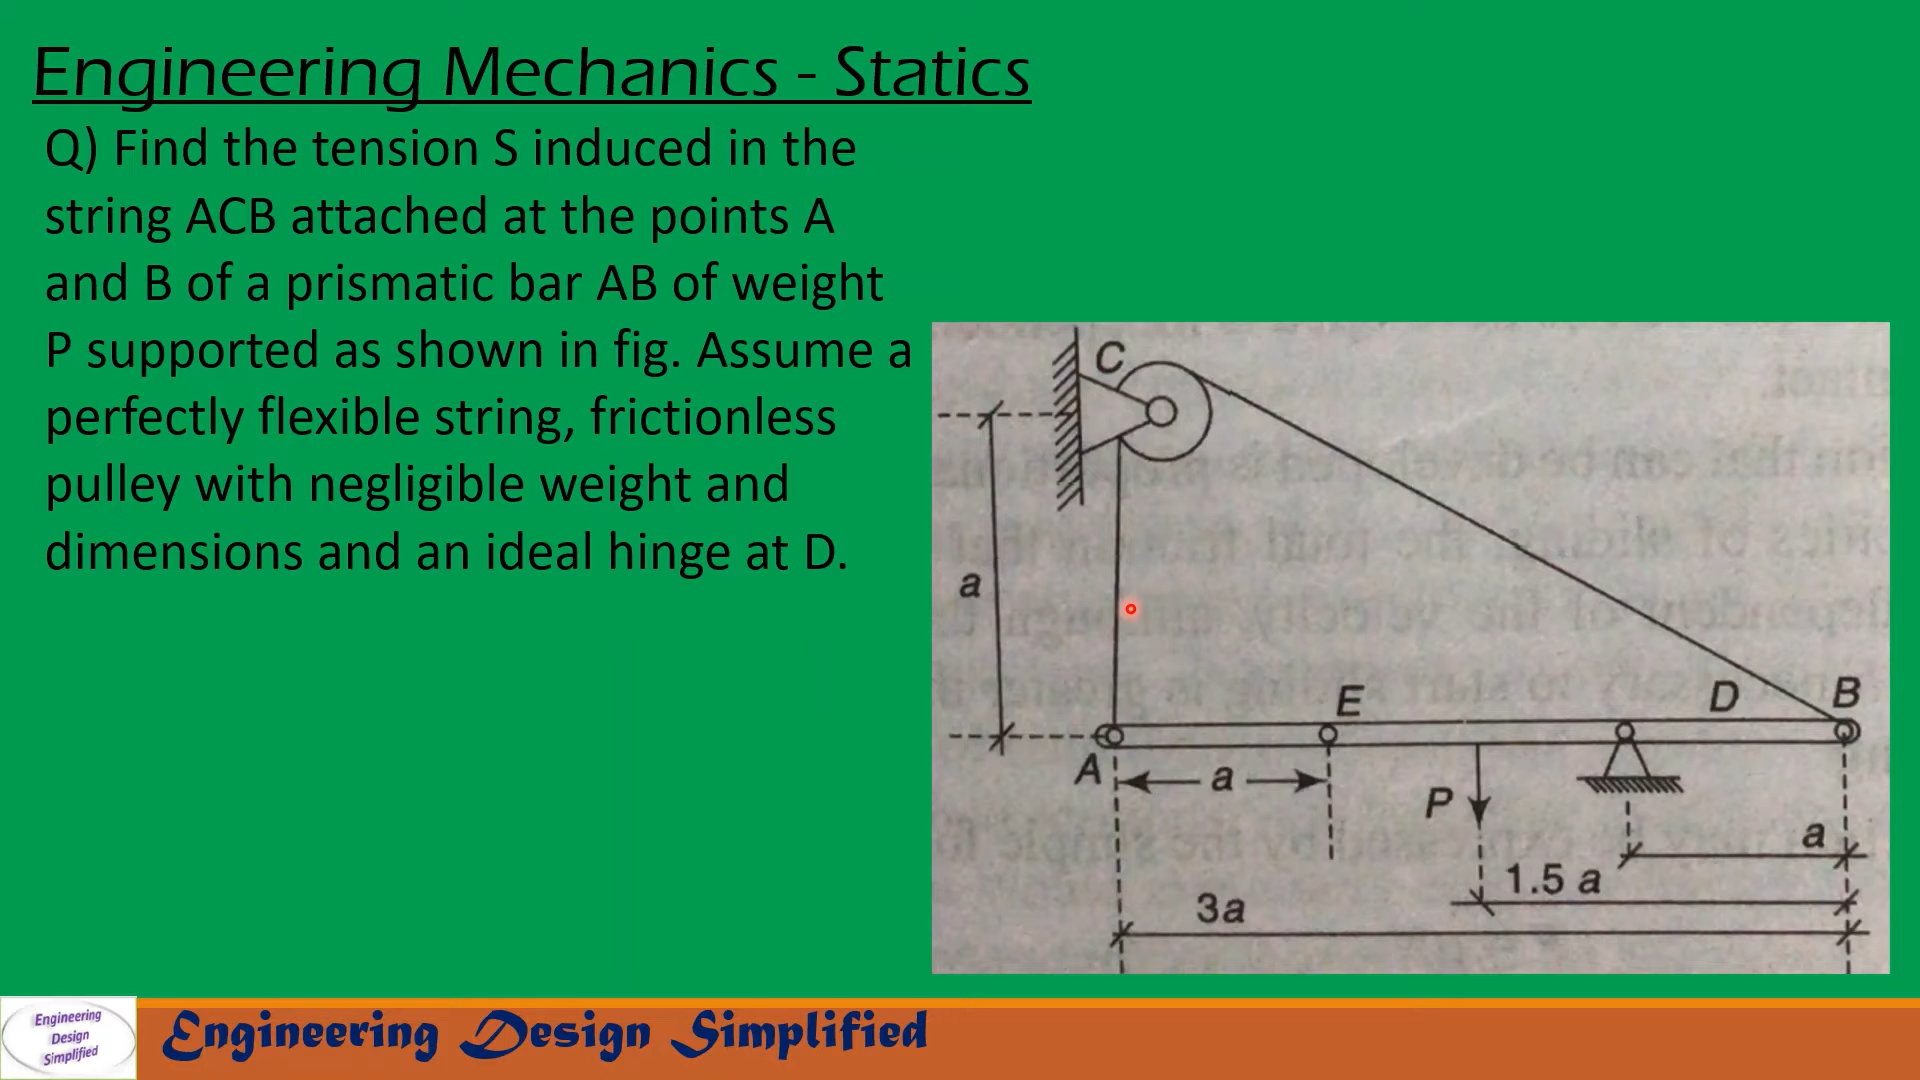 Engineering Mechanics - Statics
Q) Find the tension S induced in the
string ACB attached at the points A
and B of a prismatic bar AB of weight
P supported as shown in fig. Assume a
perfectly flexible string, frictionless
pulley with negligible weight and
dimensions and an ideal hinge at D.
C
a
E
D
B
A
a
P
a
1.5 a
3a
Engineering
Design
Simplified
Engineering Design Simplified